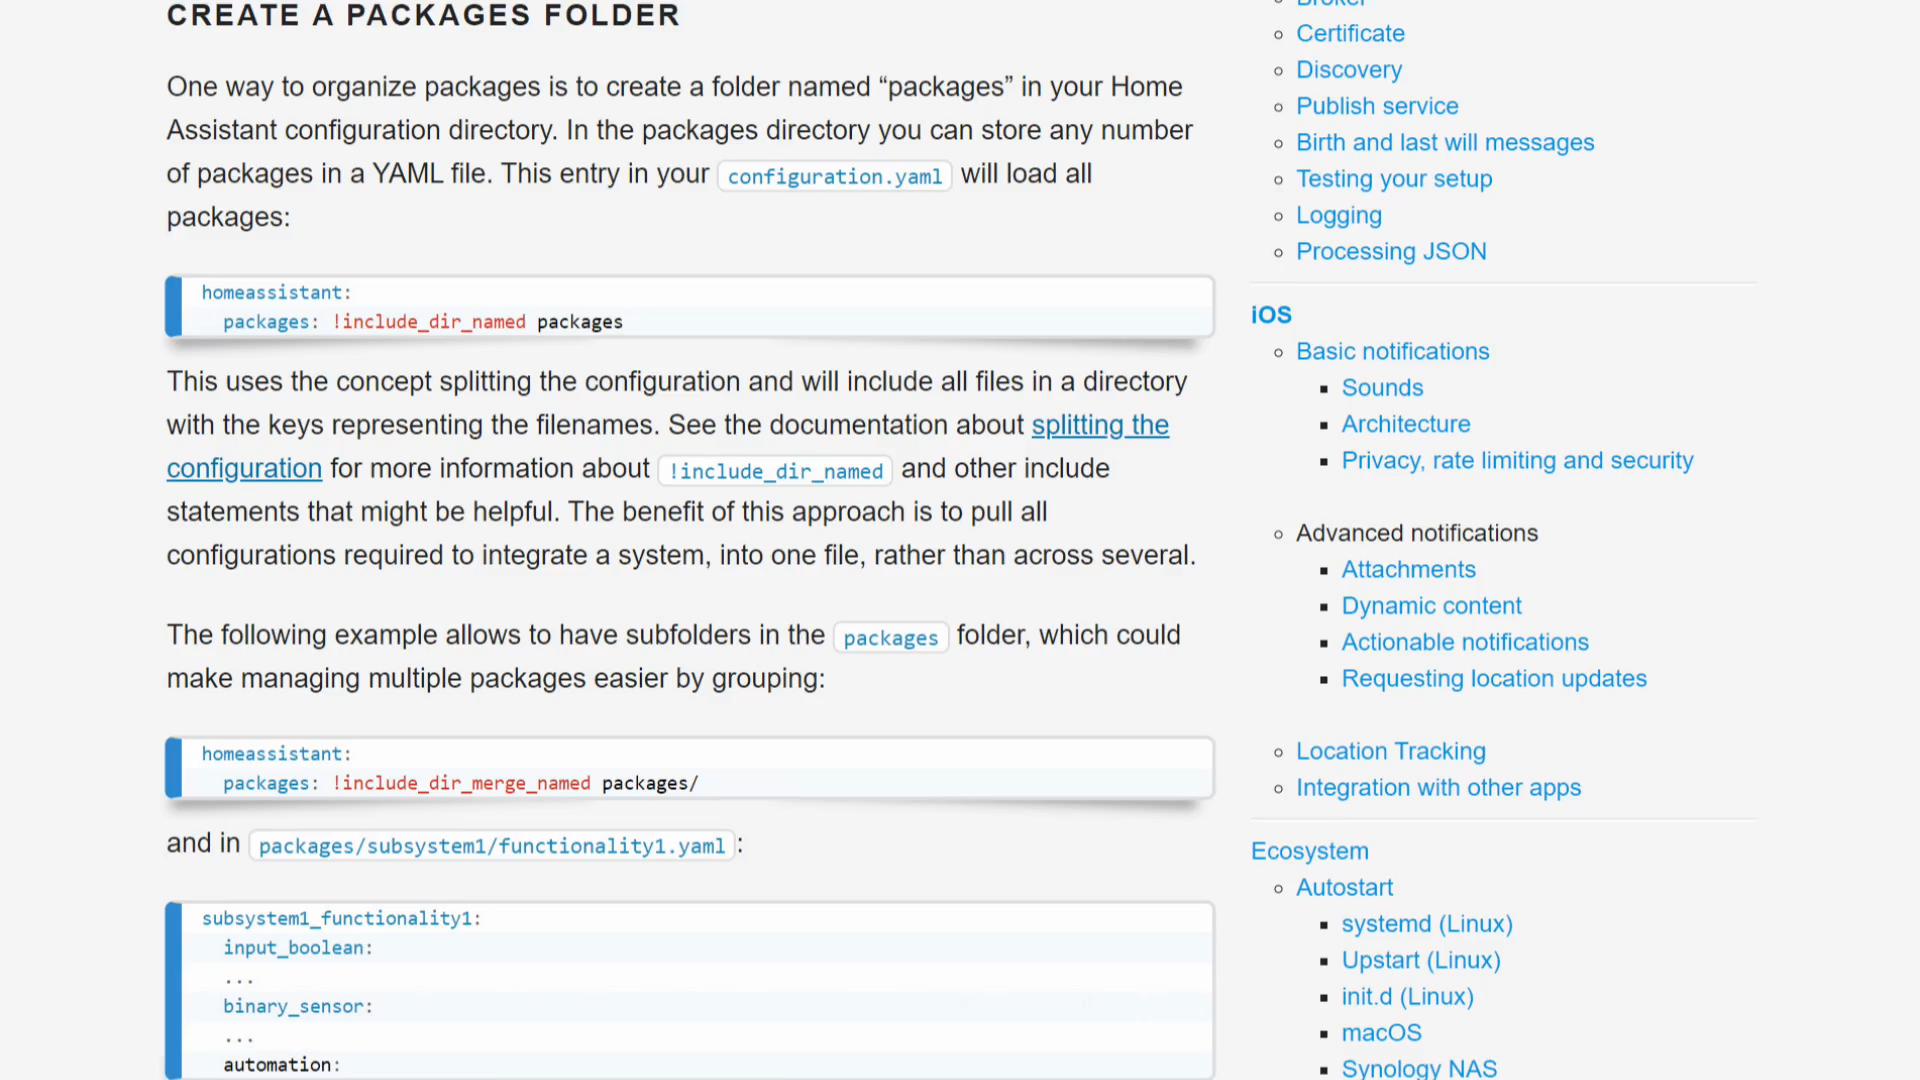 CREATE A PACKAGES FOLDER
One way to organize packages is to create a folder named “packages” in your Home
Assistant configuration directory. In the packages directory you can store any number
of packages in a YAML file. This entry in your configuration.yaml will load all
packages:
homeassistant:
packages: !include_dir_named packages
This uses the concept splitting the configuration and will include all files in a directory
with the keys representing the filenames. See the documentation about splitting the
configuration for more information about !include_dir_named and other include
statements that might be helpful. The benefit of this approach is to pull all
configurations required to integrate a system, into one file, rather than across several.
The following example allows to have subfolders in the packages folder, which could
make managing multiple packages easier by grouping:
homeassistant:
packages: !include_dir_merge_named packages/
and in packages/subsystem1/functionality1.yaml :
subsystem1_functionality1:
input_boolean:
...
binary_sensor:
...
automation:
Broker
Certificate
Discovery
Publish service
Birth and last will messages
Testing your setup
Logging
Processing JSON
iOS
Basic notifications
Sounds
Architecture
Privacy, rate limiting and security
Advanced notifications
Attachments
Dynamic content
Actionable notifications
Requesting location updates
Location Tracking
Integration with other apps
Ecosystem
Autostart
systemd (Linux)
Upstart (Linux)
init.d (Linux)
macOS
Synology NAS